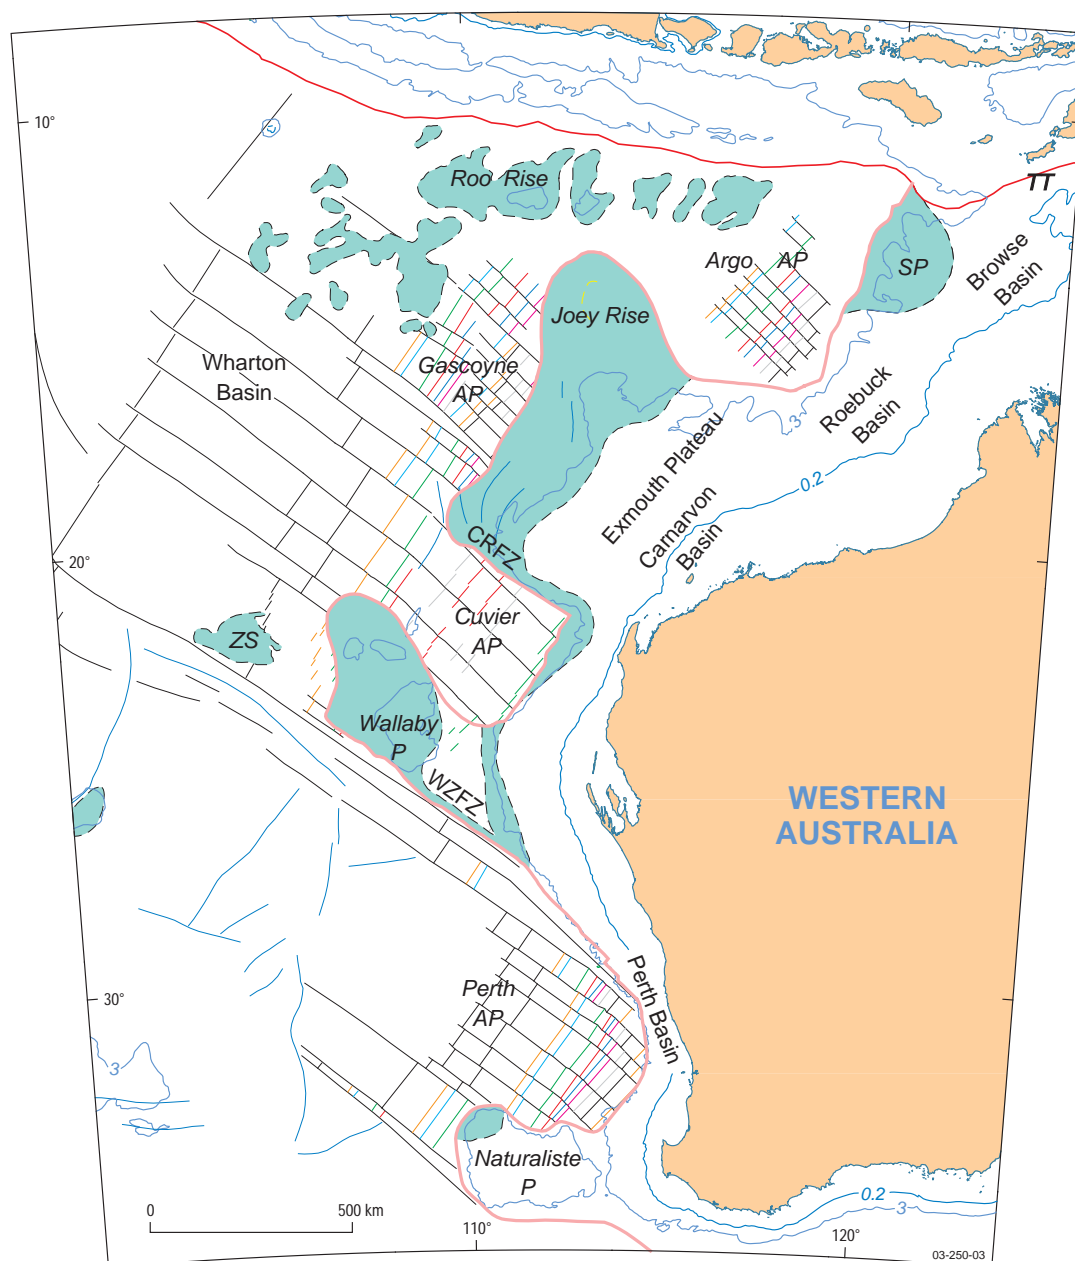 10°
Roo Rise
TT
Argo AP
SP
Browse
Basin
Joey Rise
Wharton
Basin
Gascoyne
AP
3
Roebuck
Basin
Exmouth Plateau
0.2
Carnarvon
Basin
CRFZ
20°
Cuvier
AP
ZS
Wallaby
P
WZFZ
WESTERN
AUSTRALIA
Perth
AP
Perth Basin
30°
3
Naturaliste
P
0.2
3
0
500 km
110°
120°
03-250-03